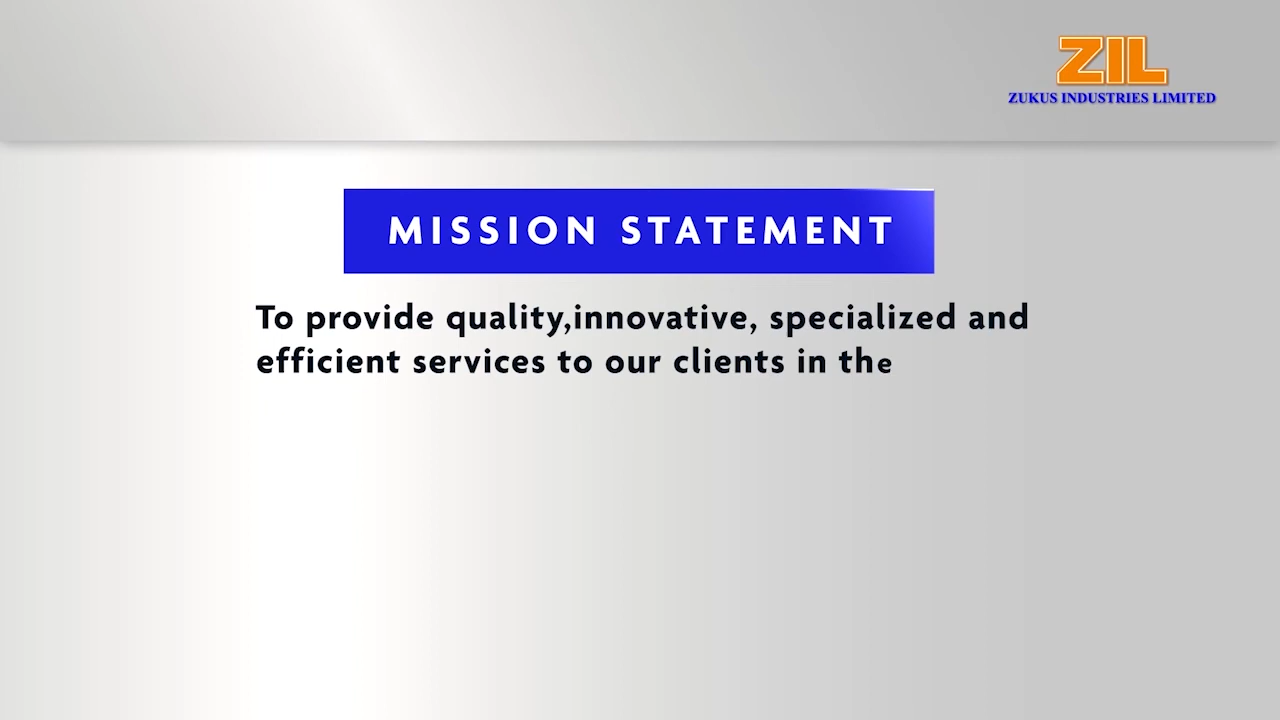 ZIL
ZUKUS INDUSTRIES LIMITED
MISSION STATEMENT
To provide quality,innovative, specialized and
efficient services to our clients in the